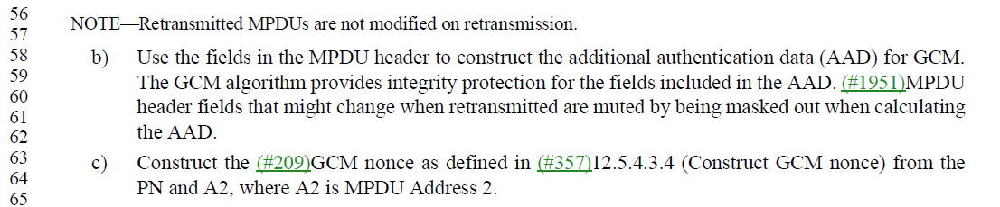 56
NOTE—Retransmitted MPDUs are not modified on retransmission.
57
58 b) Use the fields in the MPDU header to construct the additional authentication data (AAD) for GCM.
59 The GCM algorithm provides integrity protection for the fields included in the AAD. (#1951)MPDU
60 header fields that might change when retransmitted are muted by being masked out when calculating
61
62 the AAD.
63 c) Construct the (#209)GCM nonce as defined in (#357)12.5.4.3.4 (Construct GCM nonce) from the
64 PN and A2, where A2 is MPDU Address 2.
65